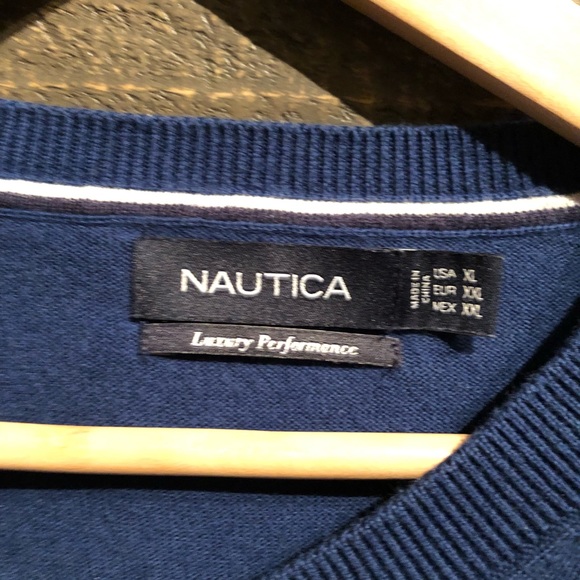 NAUTICA
MADE IN
CHINA
USA XL
EUR XXL
MEX XXL
Luxury Performance